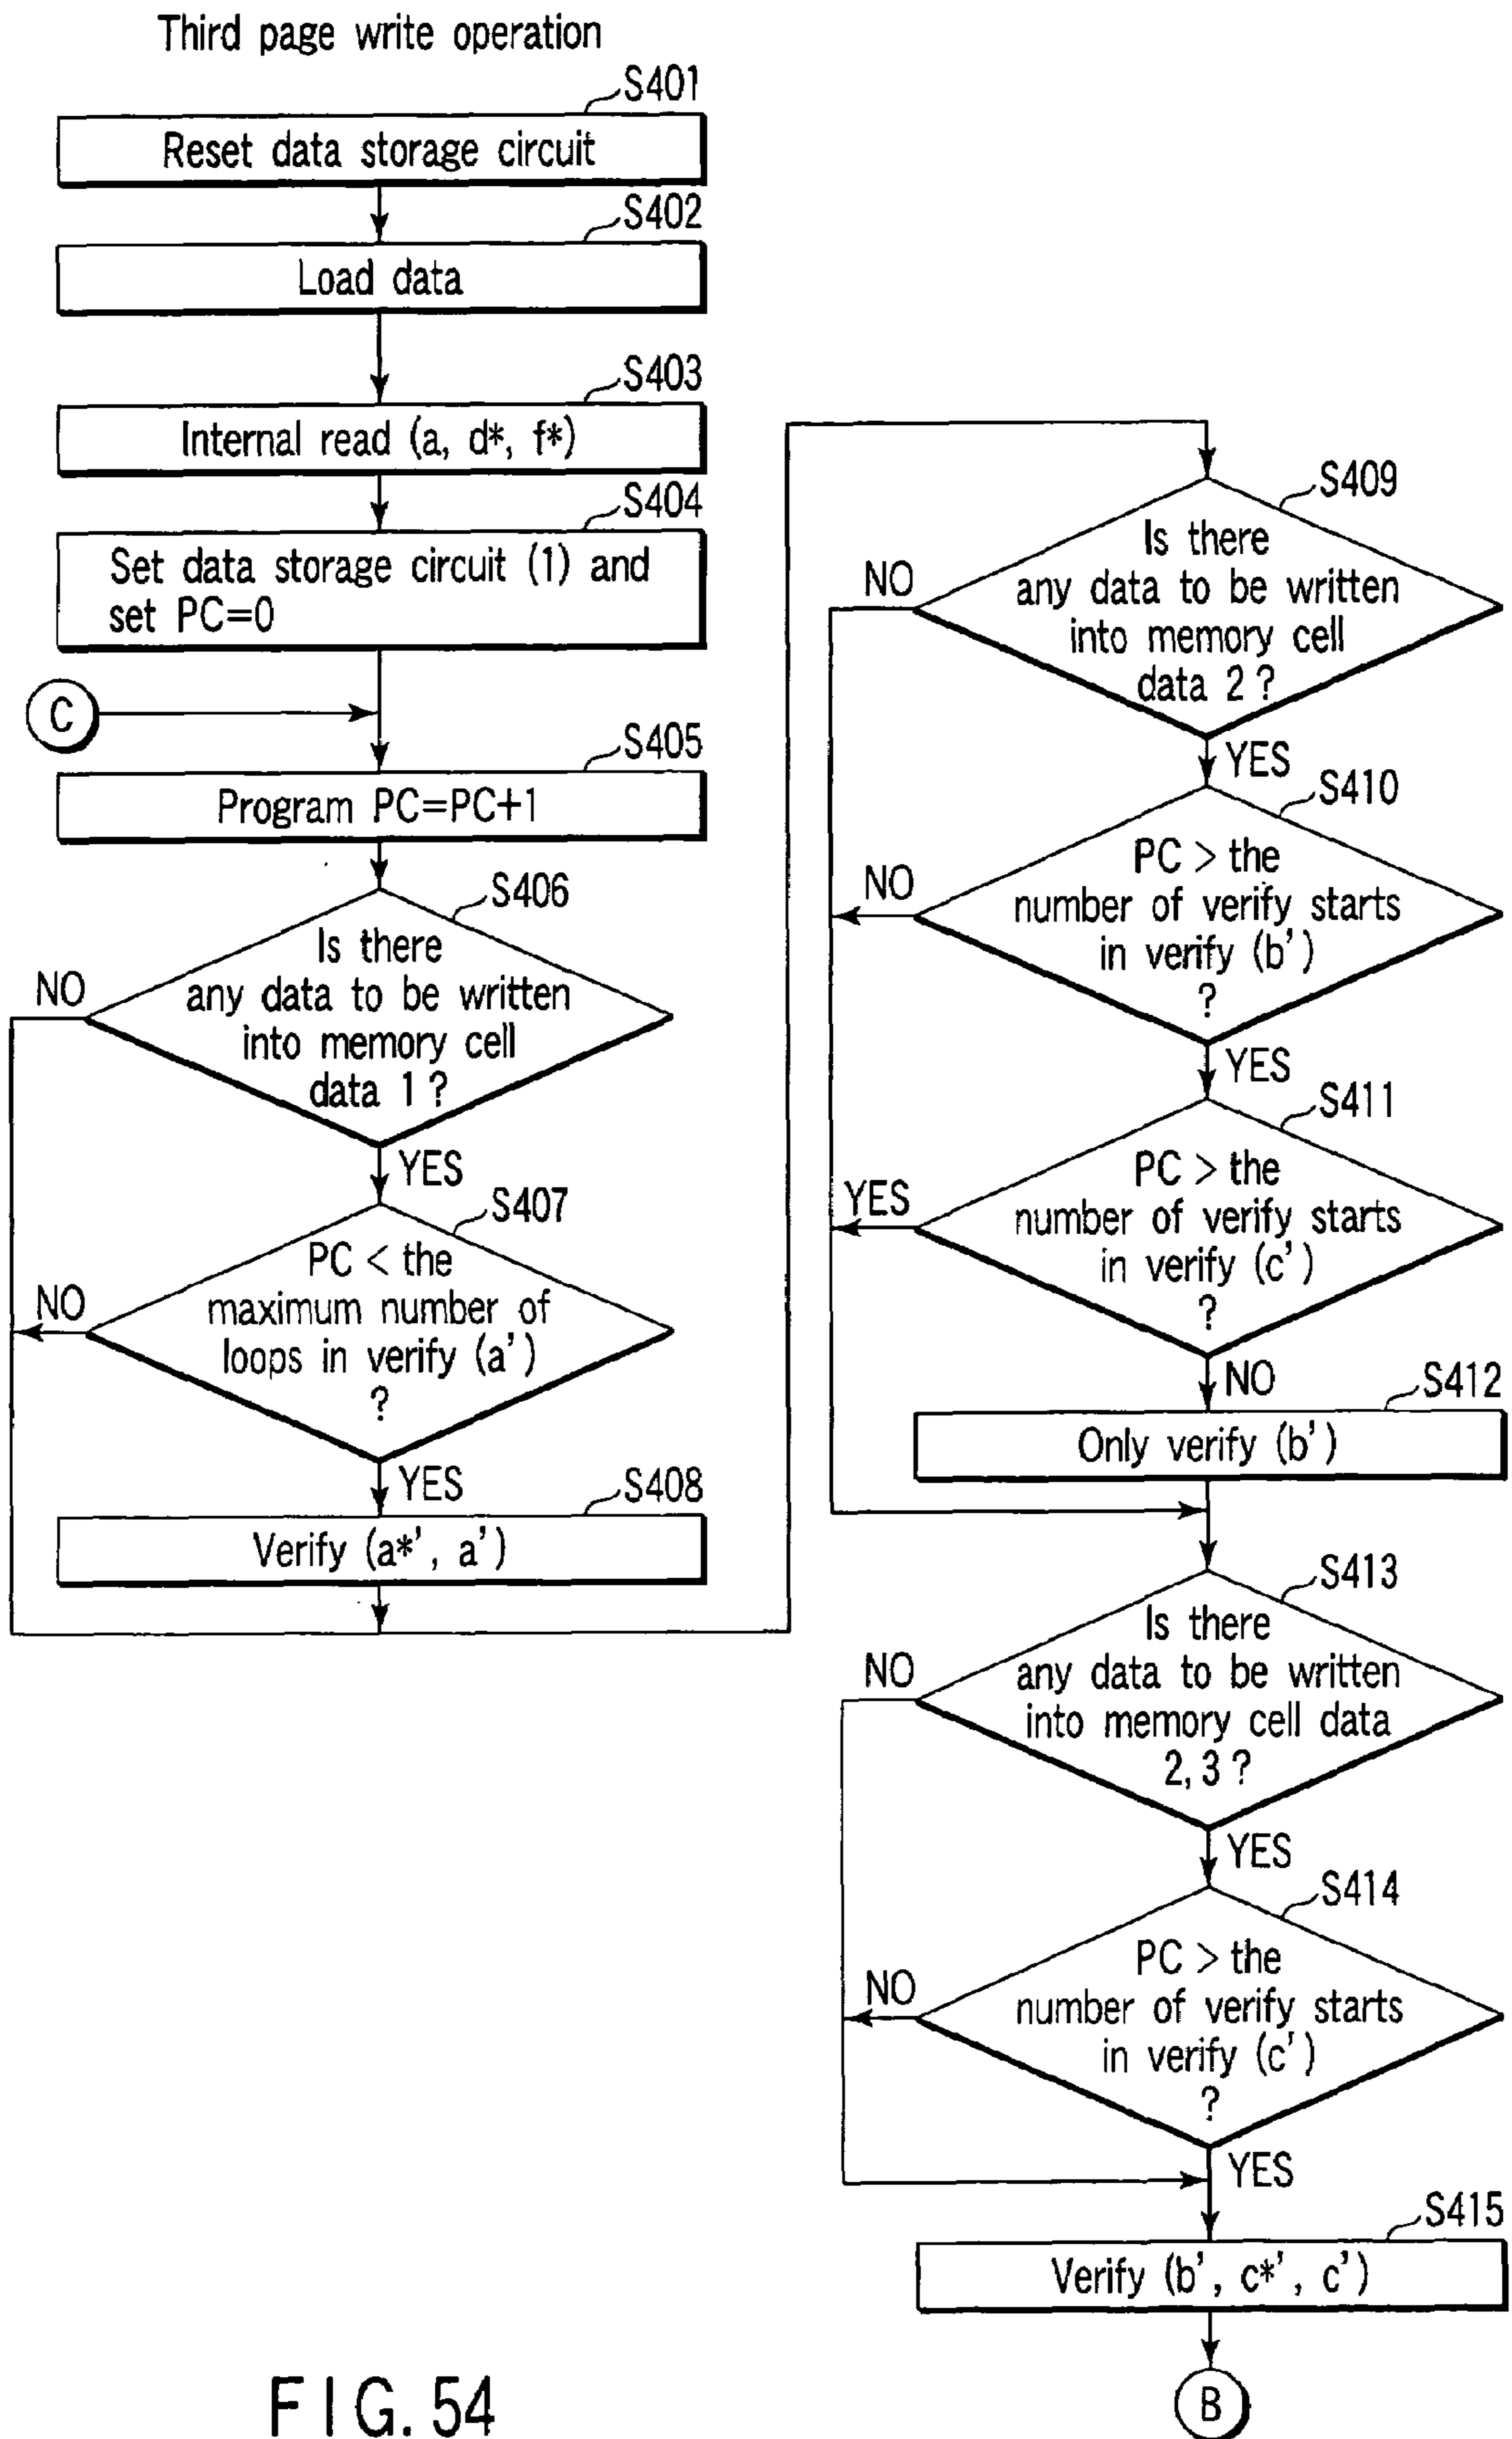 Third page write operation
S401
Reset data storage circuit
S402
Load data
S403
Internal read (a, d*, f*)
S404
Set data storage circuit (1) and
set PC=0
C
S405
Program PC=PC+1
S406
Is there
any data to be written
into memory cell
data 1?
NO
YES
S407
PC < the
maximum number of
loops in verify (a')
?
NO
YES
S408
Verify (a*', a')
S409
Is there
any data to be written
into memory cell
data 2?
NO
YES
S410
PC > the
number of verify starts
in verify (b')
?
NO
YES
S411
PC > the
number of verify starts
in verify (c')
?
YES
NO
S412
Only verify (b')
S413
Is there
any data to be written
into memory cell data
2, 3?
NO
YES
S414
PC > the
number of verify starts
in verify (c')
?
NO
YES
S415
Verify (b', c*', c')
B
FIG. 54